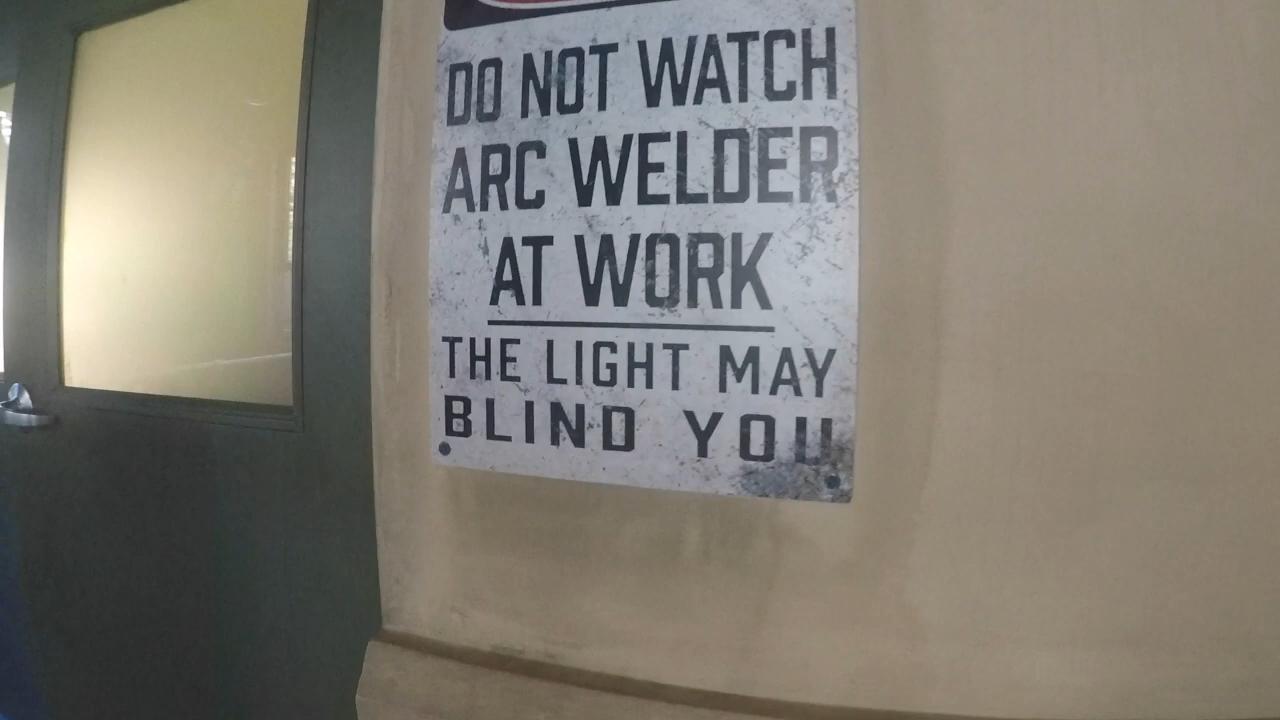 DO NOT WATCH
ARC WELDER
AT WORK
THE LIGHT MAY
BLIND YOU